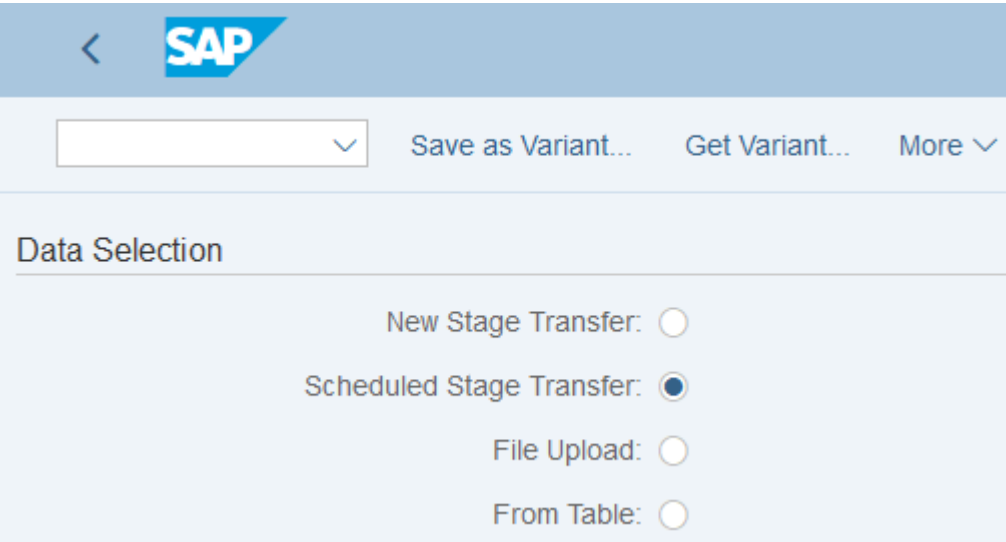 SAP
Save as Variant... Get Variant... More
Data Selection
New Stage Transfer:
Scheduled Stage Transfer:
File Upload:
From Table: